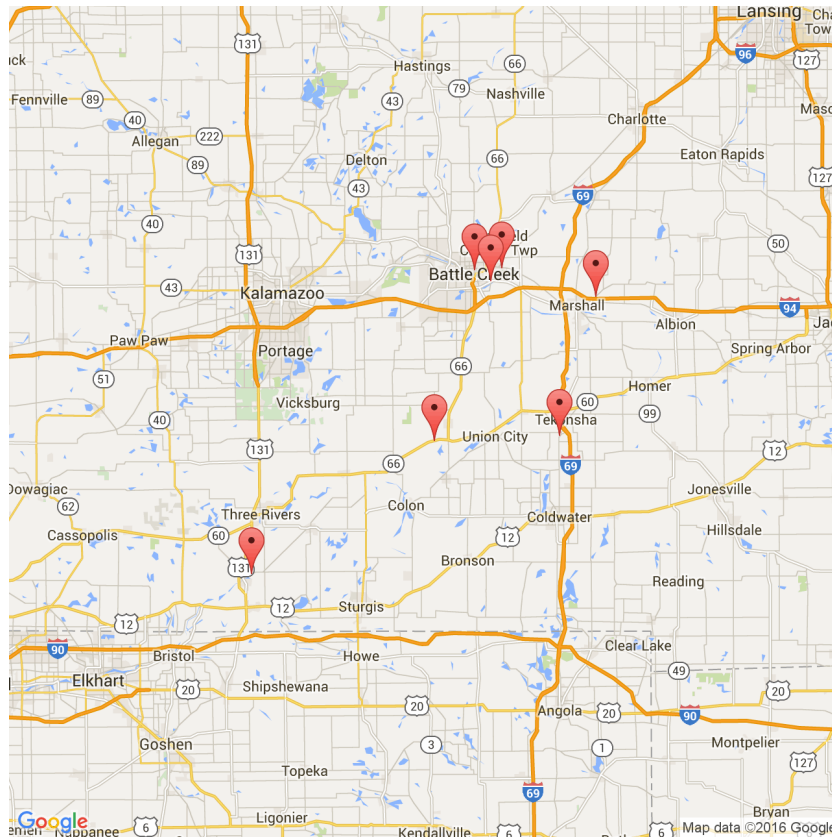 Lansing
131
96
127
Hastings
66
79
Nashville
Fennville
89
43
40
Charlotte
Allegan
222
Delton
66
Eaton Rapids
89
43
127
69
40
131
50
43
Kalamazoo
Battle Creek
Twp
Marshall
94
Albion
Paw Paw
Portage
Spring Arbor
66
51
Homer
Vicksburg
60
40
99
Tekonsha
131
Union City
12
66
69
Dowagiac
Jonesville
62
Colon
Three Rivers
Coldwater
Hillsdale
60
Cassopolis
12
Bronson
131
Reading
12
12
Sturgis
90
Bristol
Howe
Clear Lake
49
Elkhart
20
Shipshewana
20
20
Angola
20
90
Goshen
3
1
Montpelier
127
Topeka
69
Bryan
Ligonier
Google
6
Nappanee
6
Kendallville
6
Map data ©2016 Google